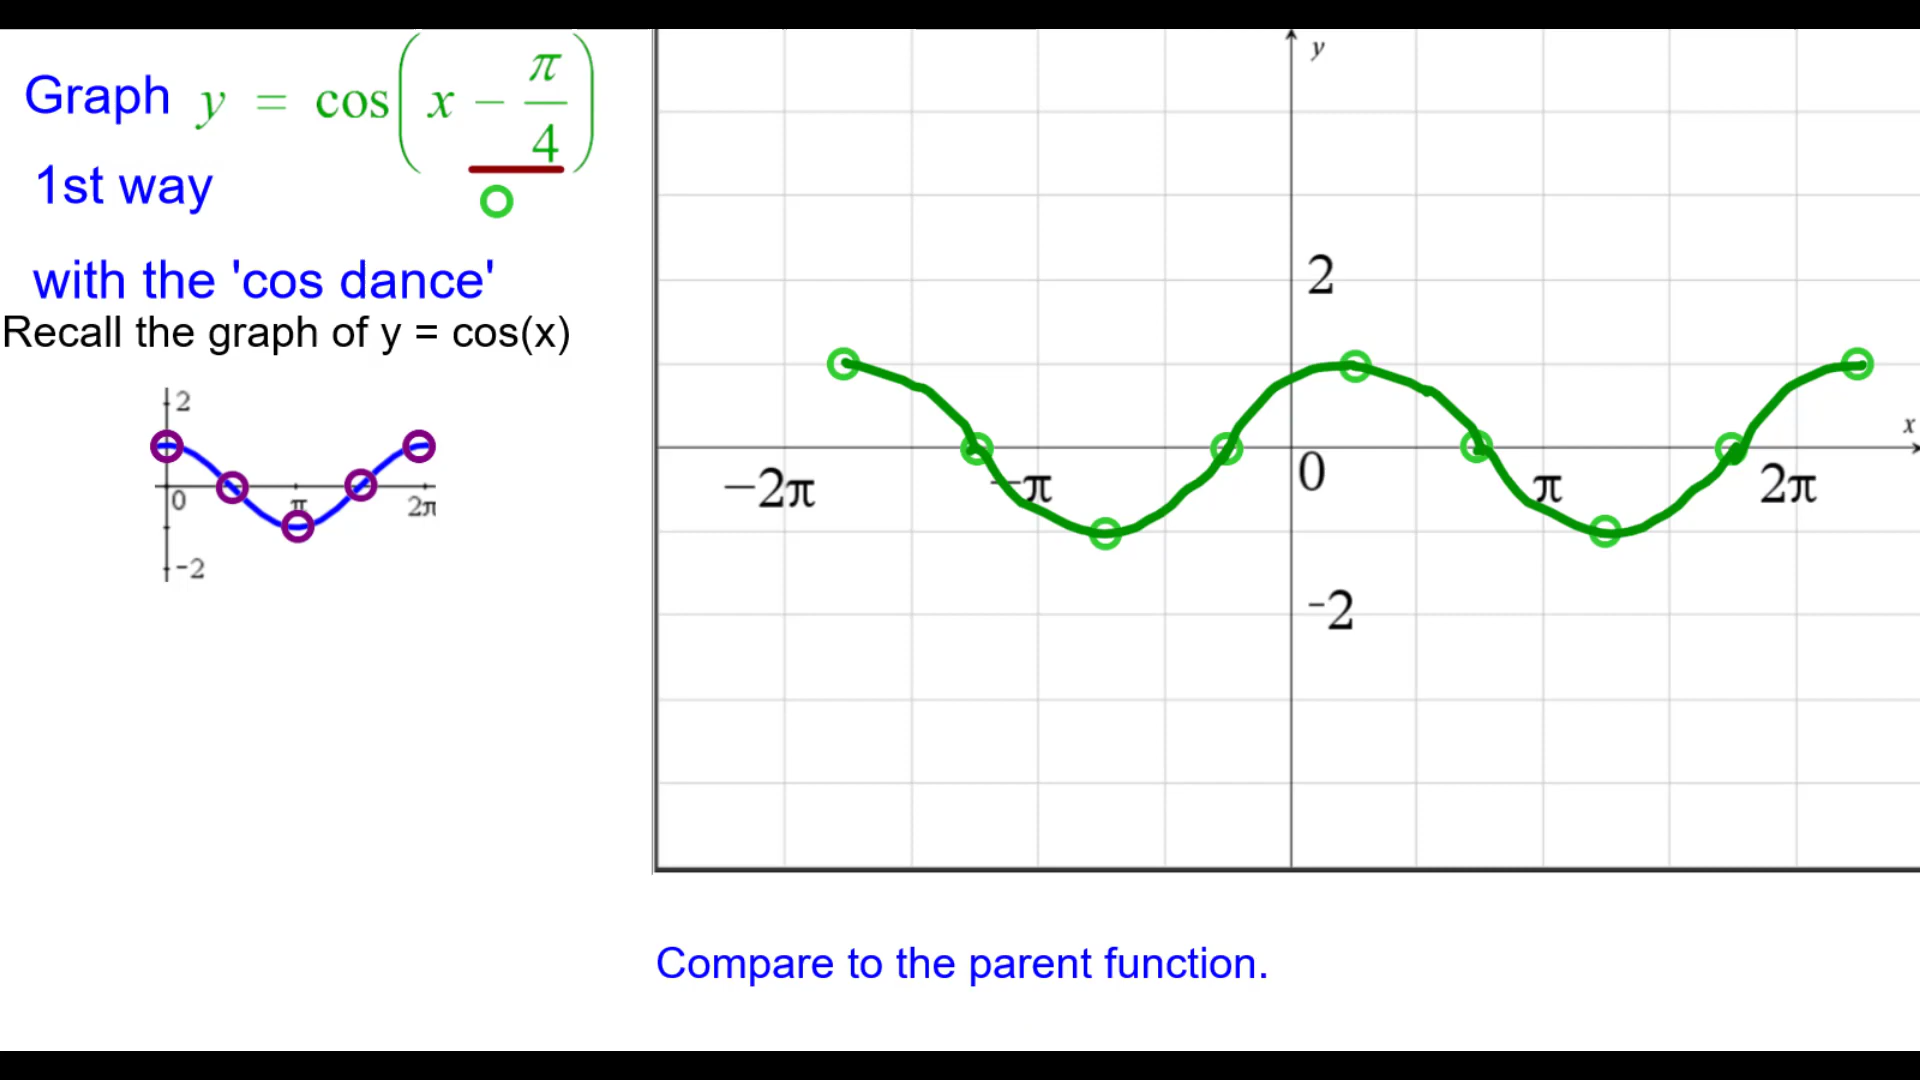 Graph y = cos(x − π/4)
1st way
with the 'cos dance'
Recall the graph of y = cos(x)
2
0
π
2π
-2
y
2
x
−2π
−π
0
π
2π
-2
Compare to the parent function.